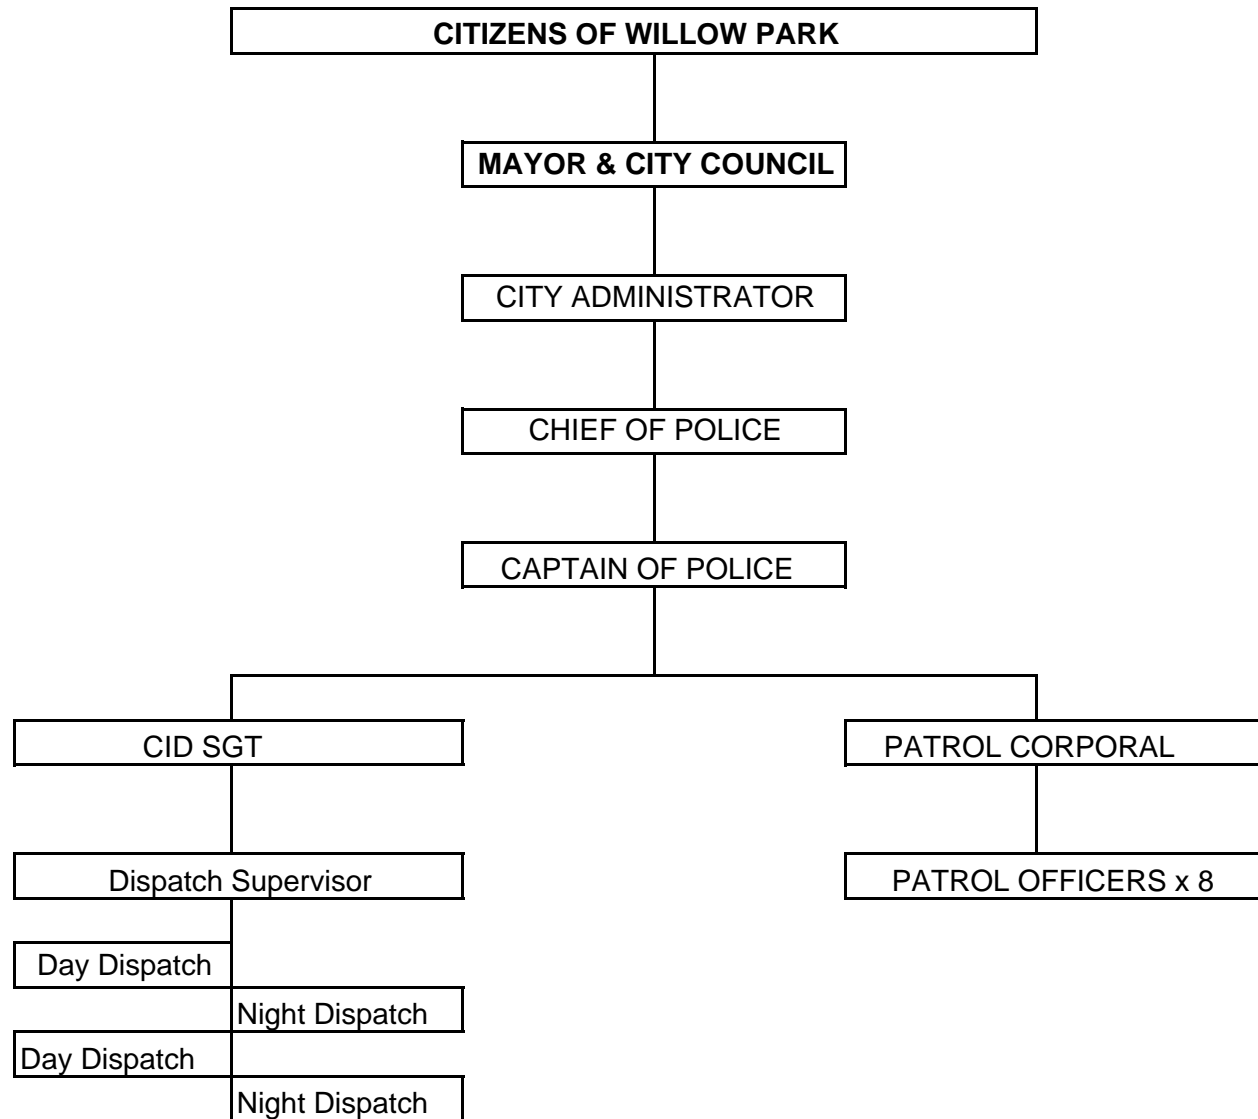 CITIZENS OF WILLOW PARK
MAYOR & CITY COUNCIL
CITY ADMINISTRATOR
CHIEF OF POLICE
CAPTAIN OF POLICE
CID SGT
PATROL CORPORAL
Dispatch Supervisor
PATROL OFFICERS x 8
Day Dispatch
Night Dispatch
Day Dispatch
Night Dispatch